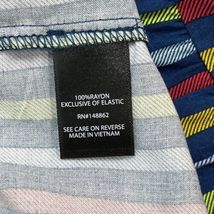 100%RAYON
EXCLUSIVE OF ELASTIC
RN#148862
SEE CARE ON REVERSE
MADE IN VIETNAM